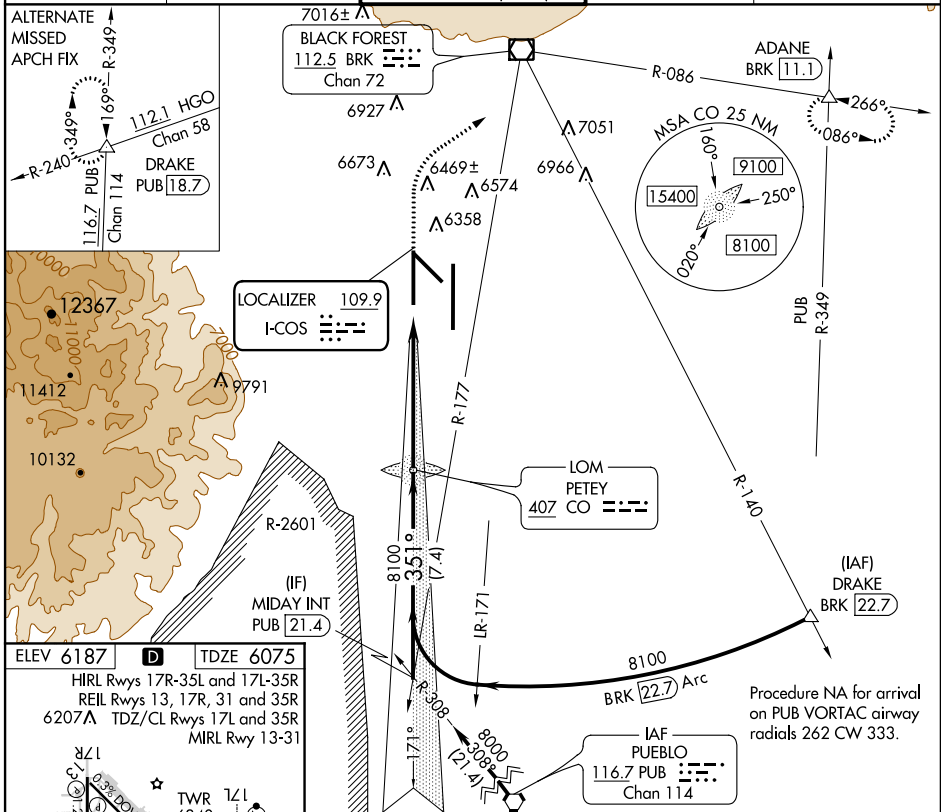 ALTERNATE
MISSED
APCH FIX
R-349
349°
169°
112.1 HGO
Chan 58
R-240
DRAKE
PUB 18.7
116.7 PUB
Chan 114
7016±
BLACK FOREST
112.5 BRK
Chan 72
6927
6673
6469±
6574
6358
7051
6966
R-086
ADANE
BRK 11.1
266°
086°
MSA CO 25 NM
160°
9100
15400
250°
020°
8100
PUB
R-349
LOCALIZER 109.9
I-COS
10000
12367
11000
7000
11412
9791
10132
R-177
R-140
LOM
PETEY
407 CO
R-2601
8100
351°
(7.4)
LR-171
(IF)
MIDAY INT
PUB 21.4
(IAF)
DRAKE
BRK 22.7
8100
BRK 22.7 Arc
R-308
171°
8000
308°
(21.4)
IAF
PUEBLO
116.7 PUB
Chan 114
Procedure NA for arrival
on PUB VORTAC airway
radials 262 CW 333.
ELEV 6187
D
TDZE 6075
HIRL Rwys 17R-35L and 17L-35R
REIL Rwys 13, 17R, 31 and 35R
6207
TDZ/CL Rwys 17L and 35R
MIRL Rwy 13-31
17R
13
P
P
TWR
17L